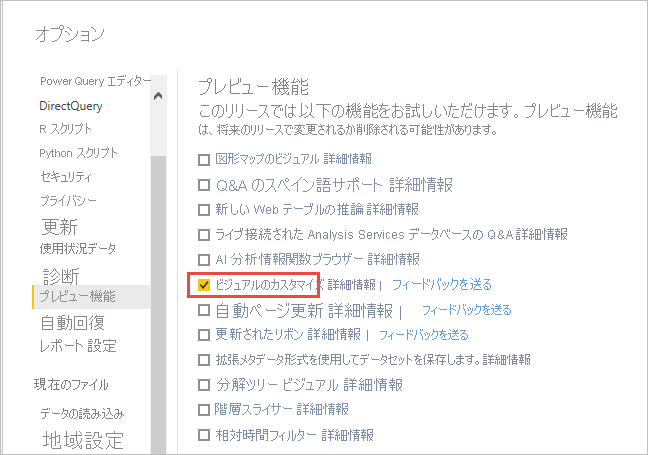 オプション
Power Query エディター
DirectQuery
R スクリプト
Python スクリプト
セキュリティ
プライバシー
更新
使用状況データ
診断
プレビュー機能
自動回復
レポート設定
現在のファイル
データの読み込み
地域設定
プレビュー機能
このリリースでは以下の機能をお試しいただけます。プレビュー機能
は、将来のリリースで変更されるか削除される可能性があります。
図形マップのビジュアル 詳細情報
Q&A のスペイン語サポート 詳細情報
新しい Web テーブルの推論 詳細情報
ライブ接続された Analysis Services データベースの Q&A 詳細情報
AI 分析情報関数ブラウザー 詳細情報
ビジュアルのカスタマイズ 詳細情報 | フィードバックを送る
自動ページ更新 詳細情報 | フィードバックを送る
更新されたリボン 詳細情報 | フィードバックを送る
拡張メタデータ形式を使用してデータセットを保存します。詳細情報
分解ツリー ビジュアル 詳細情報
階層スライサー 詳細情報
相対時間フィルター 詳細情報